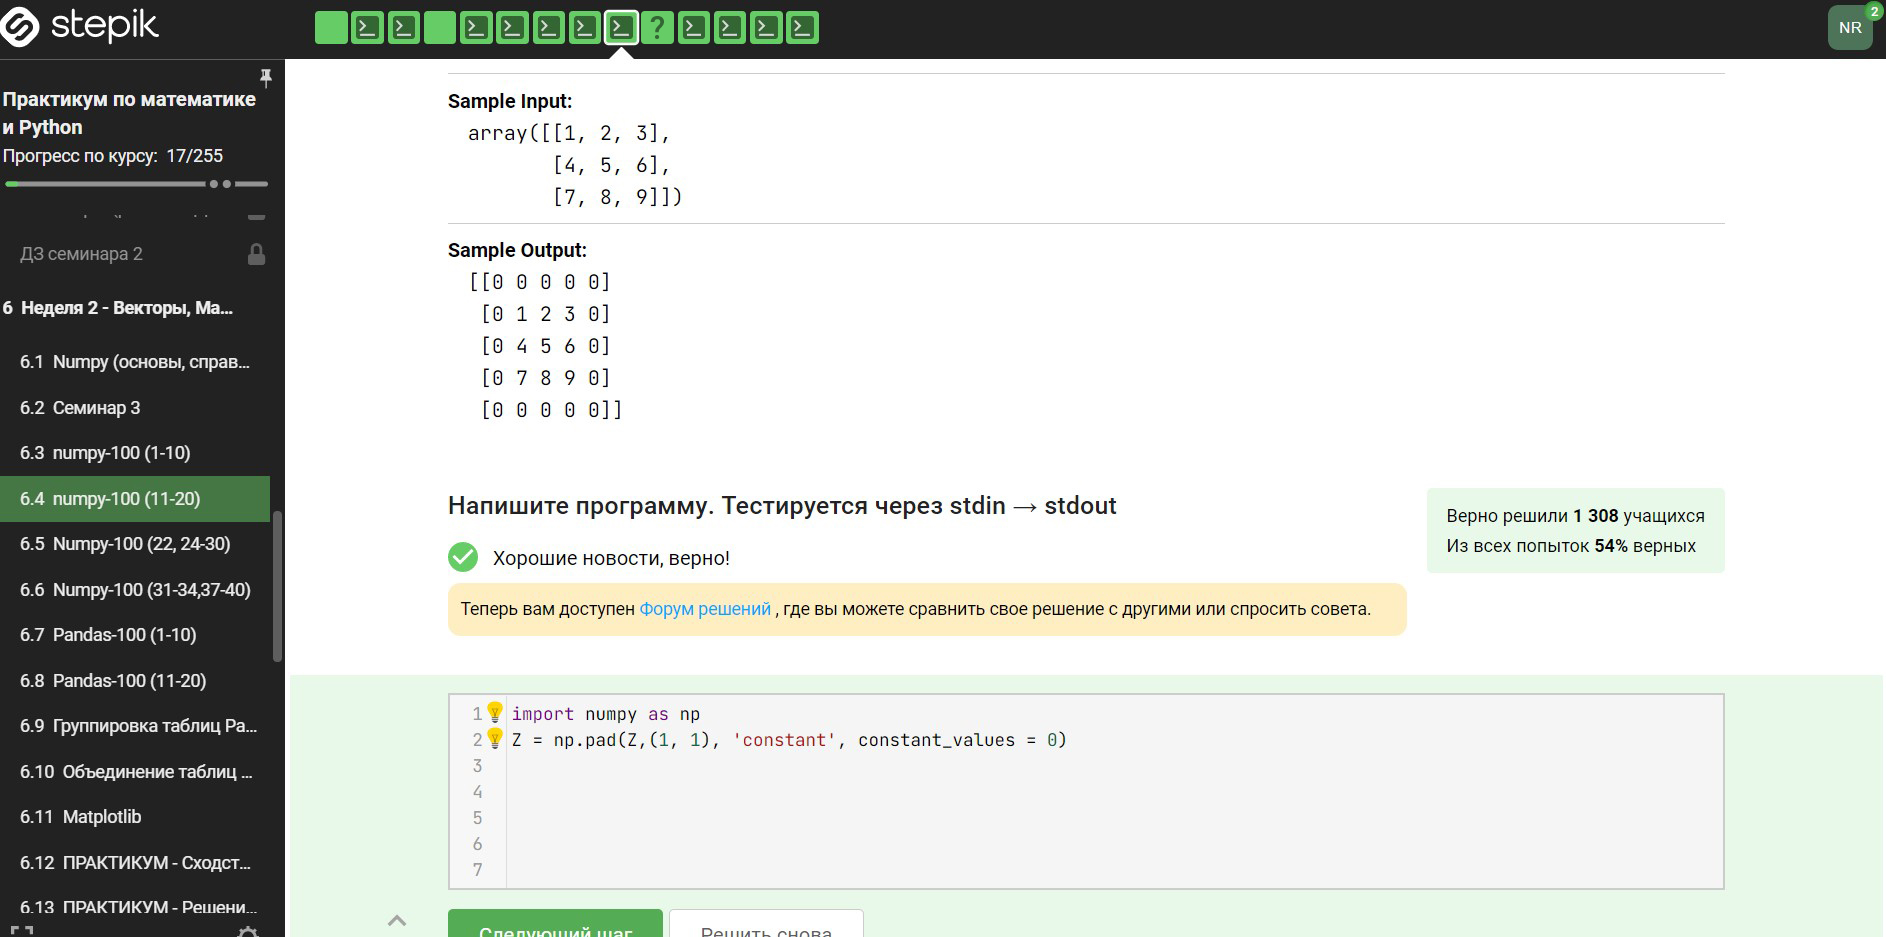 stepik
?
NR
2
Практикум по математике
и Python
Прогресс по курсу: 17/255
ДЗ семинара 2
6 Неделя 2 - Векторы, Ма...
6.1 Numpy (основы, справ...
6.2 Семинар 3
6.3 numpy-100 (1-10)
6.4 numpy-100 (11-20)
6.5 Numpy-100 (22, 24-30)
6.6 Numpy-100 (31-34,37-40)
6.7 Pandas-100 (1-10)
6.8 Pandas-100 (11-20)
6.9 Группировка таблиц Pa...
6.10 Объединение таблиц ...
6.11 Matplotlib
6.12 ПРАКТИКУМ - Сходст...
6.13 ПРАКТИКУМ - Решени...
Sample Input:
array([[1, 2, 3],
[4, 5, 6],
[7, 8, 9]])
Sample Output:
[[0 0 0 0 0]
[0 1 2 3 0]
[0 4 5 6 0]
[0 7 8 9 0]
[0 0 0 0 0]]
Напишите программу. Тестируется через stdin → stdout
Верно решили 1 308 учащихся
Из всех попыток 54% верных
Хорошие новости, верно!
Теперь вам доступен Форум решений , где вы можете сравнить свое решение с другими или спросить совета.
1 import numpy as np
2 Z = np.pad(Z,(1, 1), 'constant', constant_values = 0)
3
4
5
6
7
Следующий шаг
Решить снова